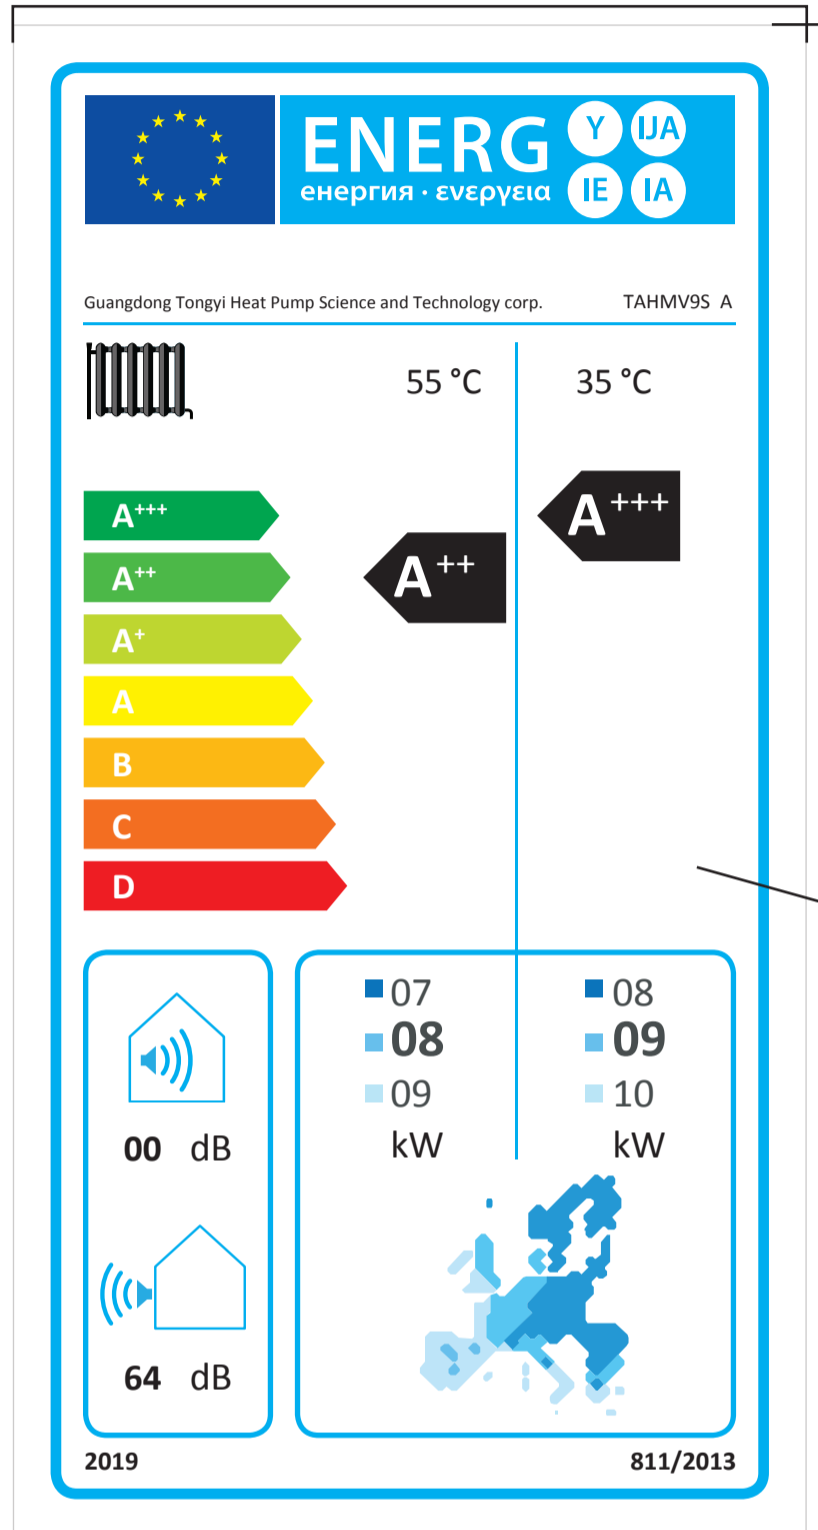 ENERG Y IJA
енергия · ενεργεια IE IA
Guangdong Tongyi Heat Pump Science and Technology corp. TAHMV9S A
55 °C 35 °C
A+++ A+++
A++ A++
A+
A
B
C
D
07 08
08 09
09 10
kW kW
00 dB
64 dB
2019 811/2013